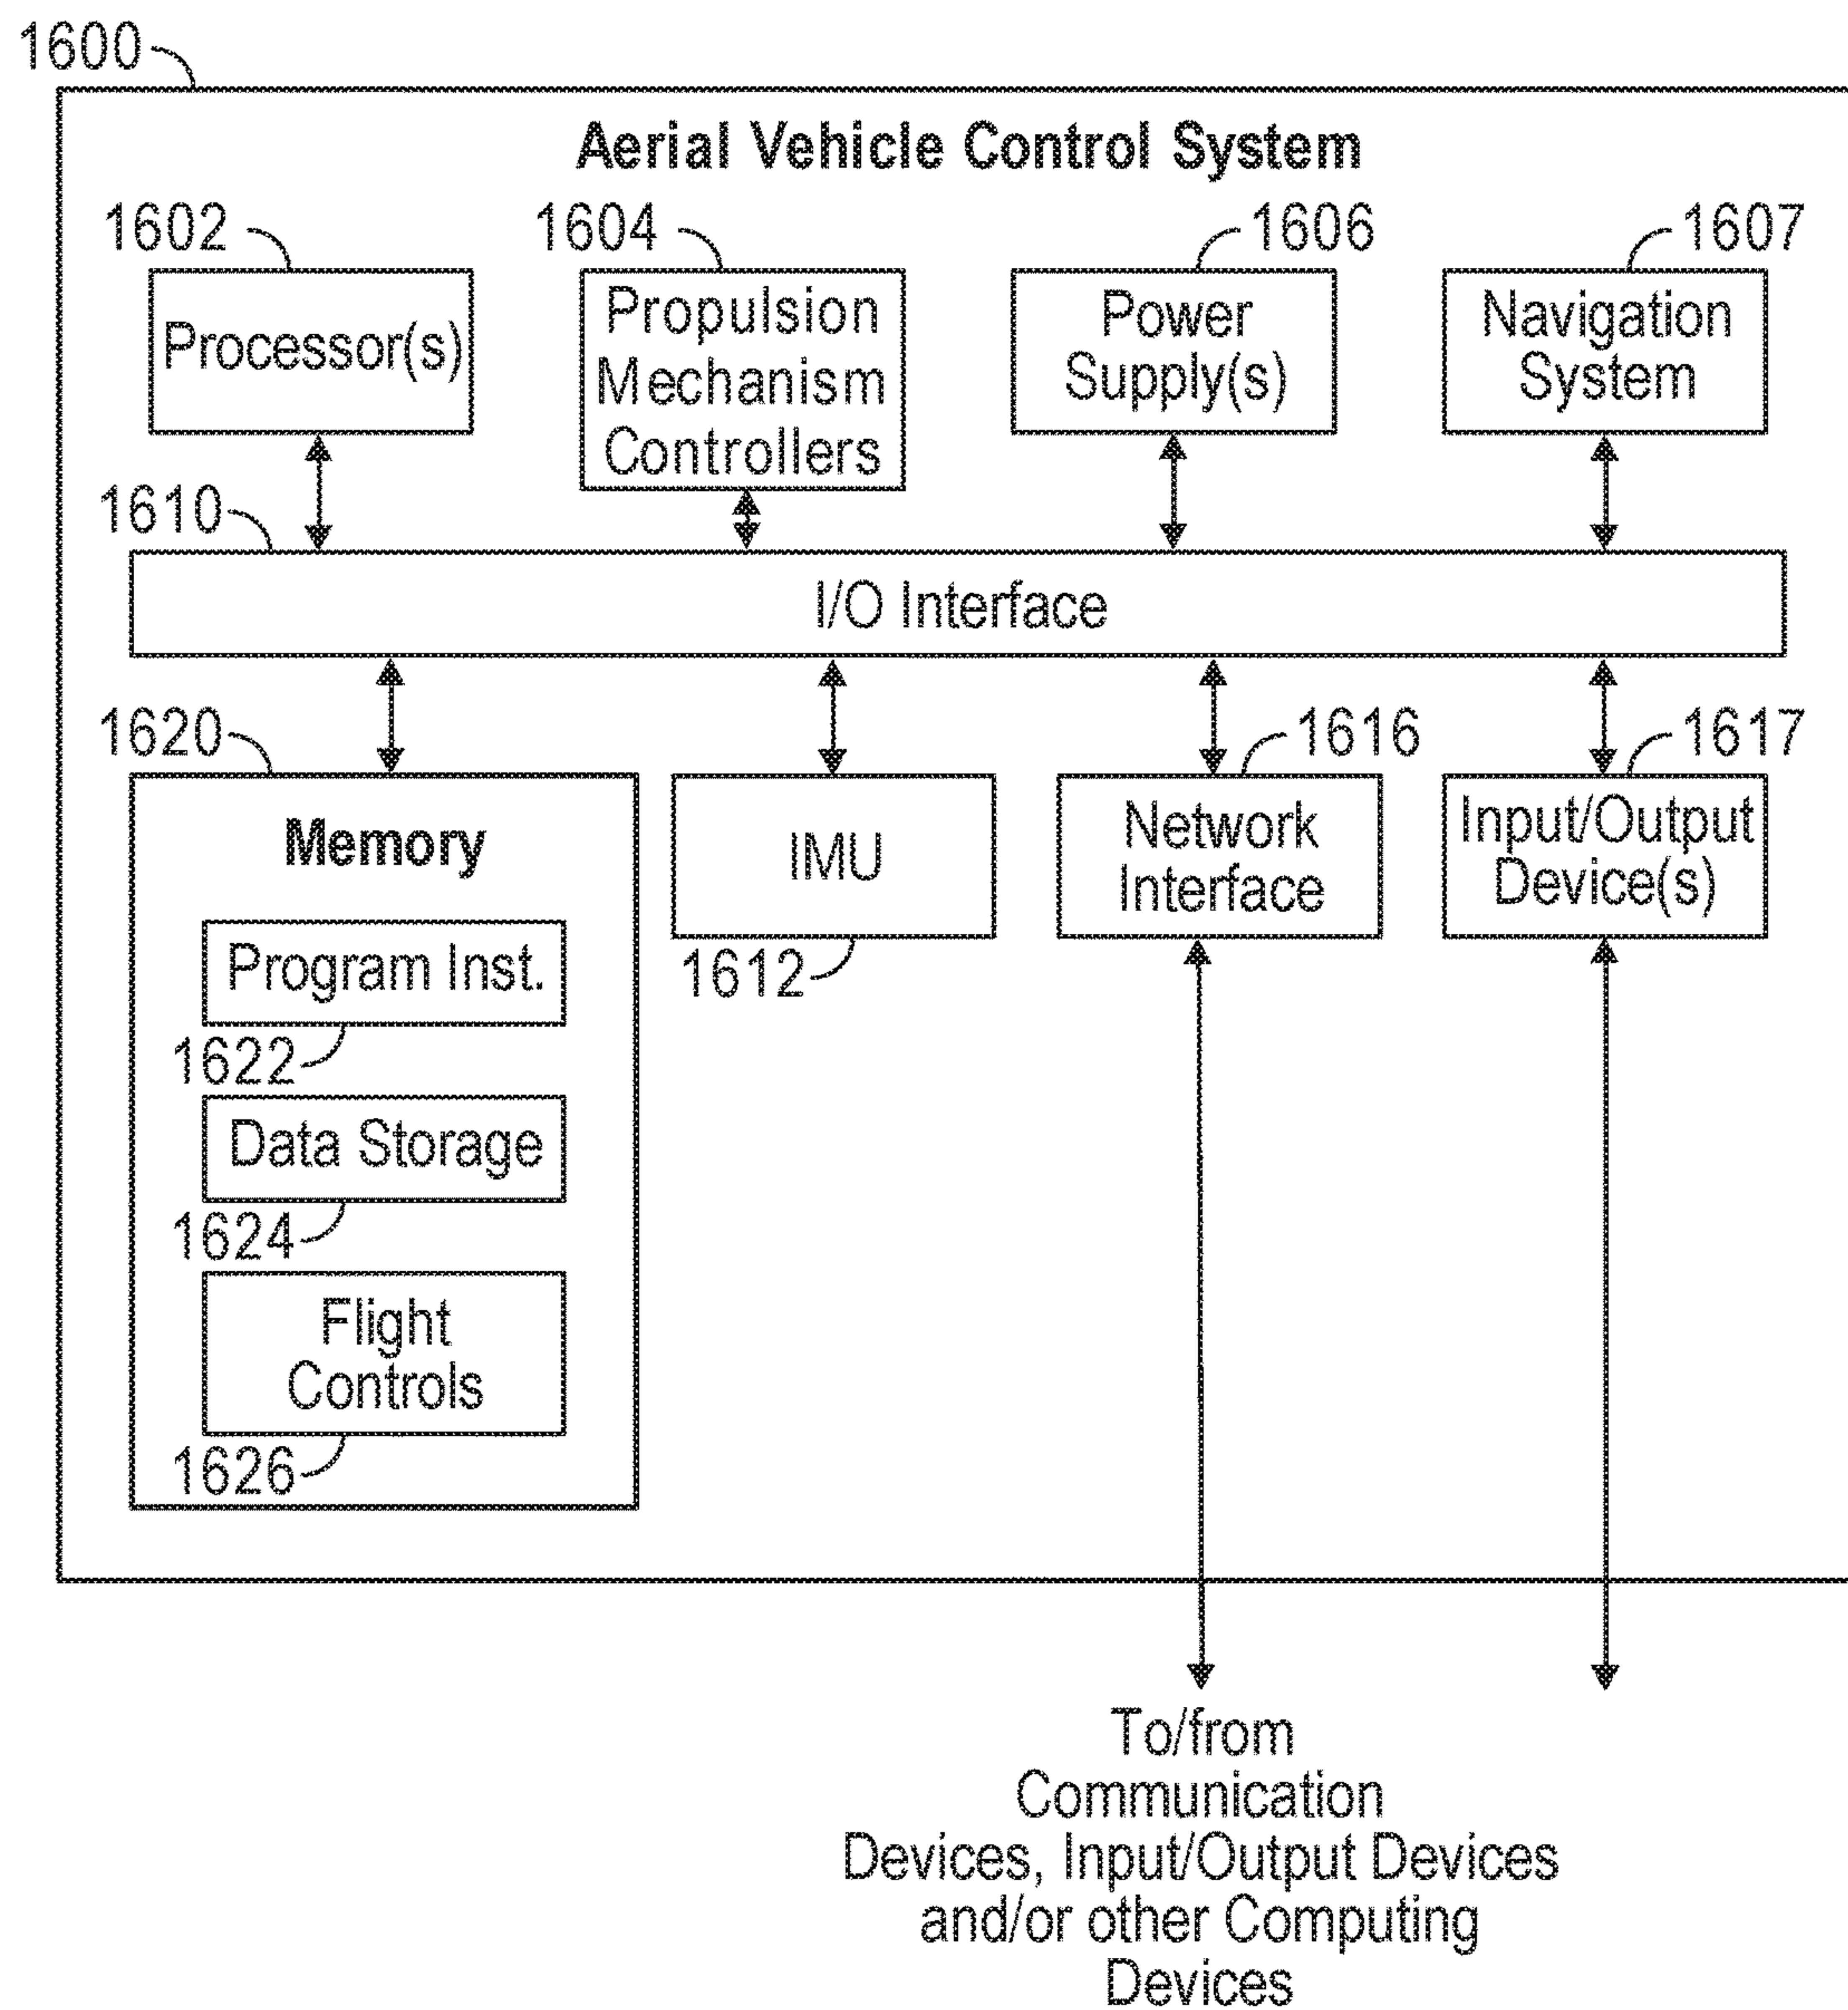 1600
Aerial Vehicle Control System
1602
1604
1606
1607
Processor(s)
Propulsion
Mechanism
Controllers
Power
Supply(s)
Navigation
System
1610
I/O Interface
1620
1616
1617
Memory
IMU
Network
Interface
Input/Output
Device(s)
1612
Program Inst.
1622
Data Storage
1624
Flight
Controls
1626
To/from
Communication
Devices, Input/Output Devices
and/or other Computing
Devices